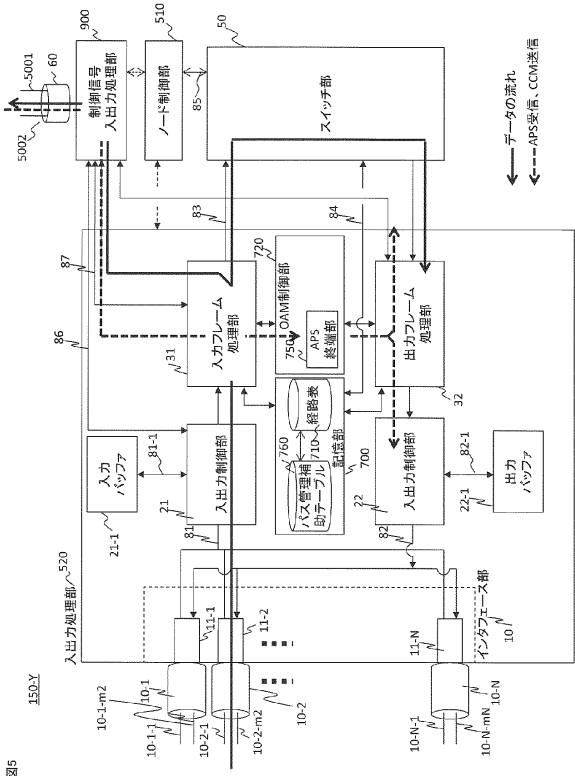 図5
150-Y
入出力処理部
520
10-1-m2
10-1-1
10-1
10-2-1
10-2-m2
10-2
10-N-1
10-N-mN
10-N
11-1
11-2
11-N
インタフェース部
10
入力
バッファ
21-1
81-1
入出力制御部
21
81
86
87
入力フレーム
処理部
31
83
OAM制御部
720
APS
終端部
750
経路表
710
パス管理補
助テーブル
760
記憶部
700
84
出力フレーム
処理部
32
入出力制御部
22
82
82-1
出力
バッファ
22-1
制御信号
入出力処理部
900
5001
60
5002
ノード制御部
510
85
スイッチ部
50
データの流れ
APS受信、CCM送信